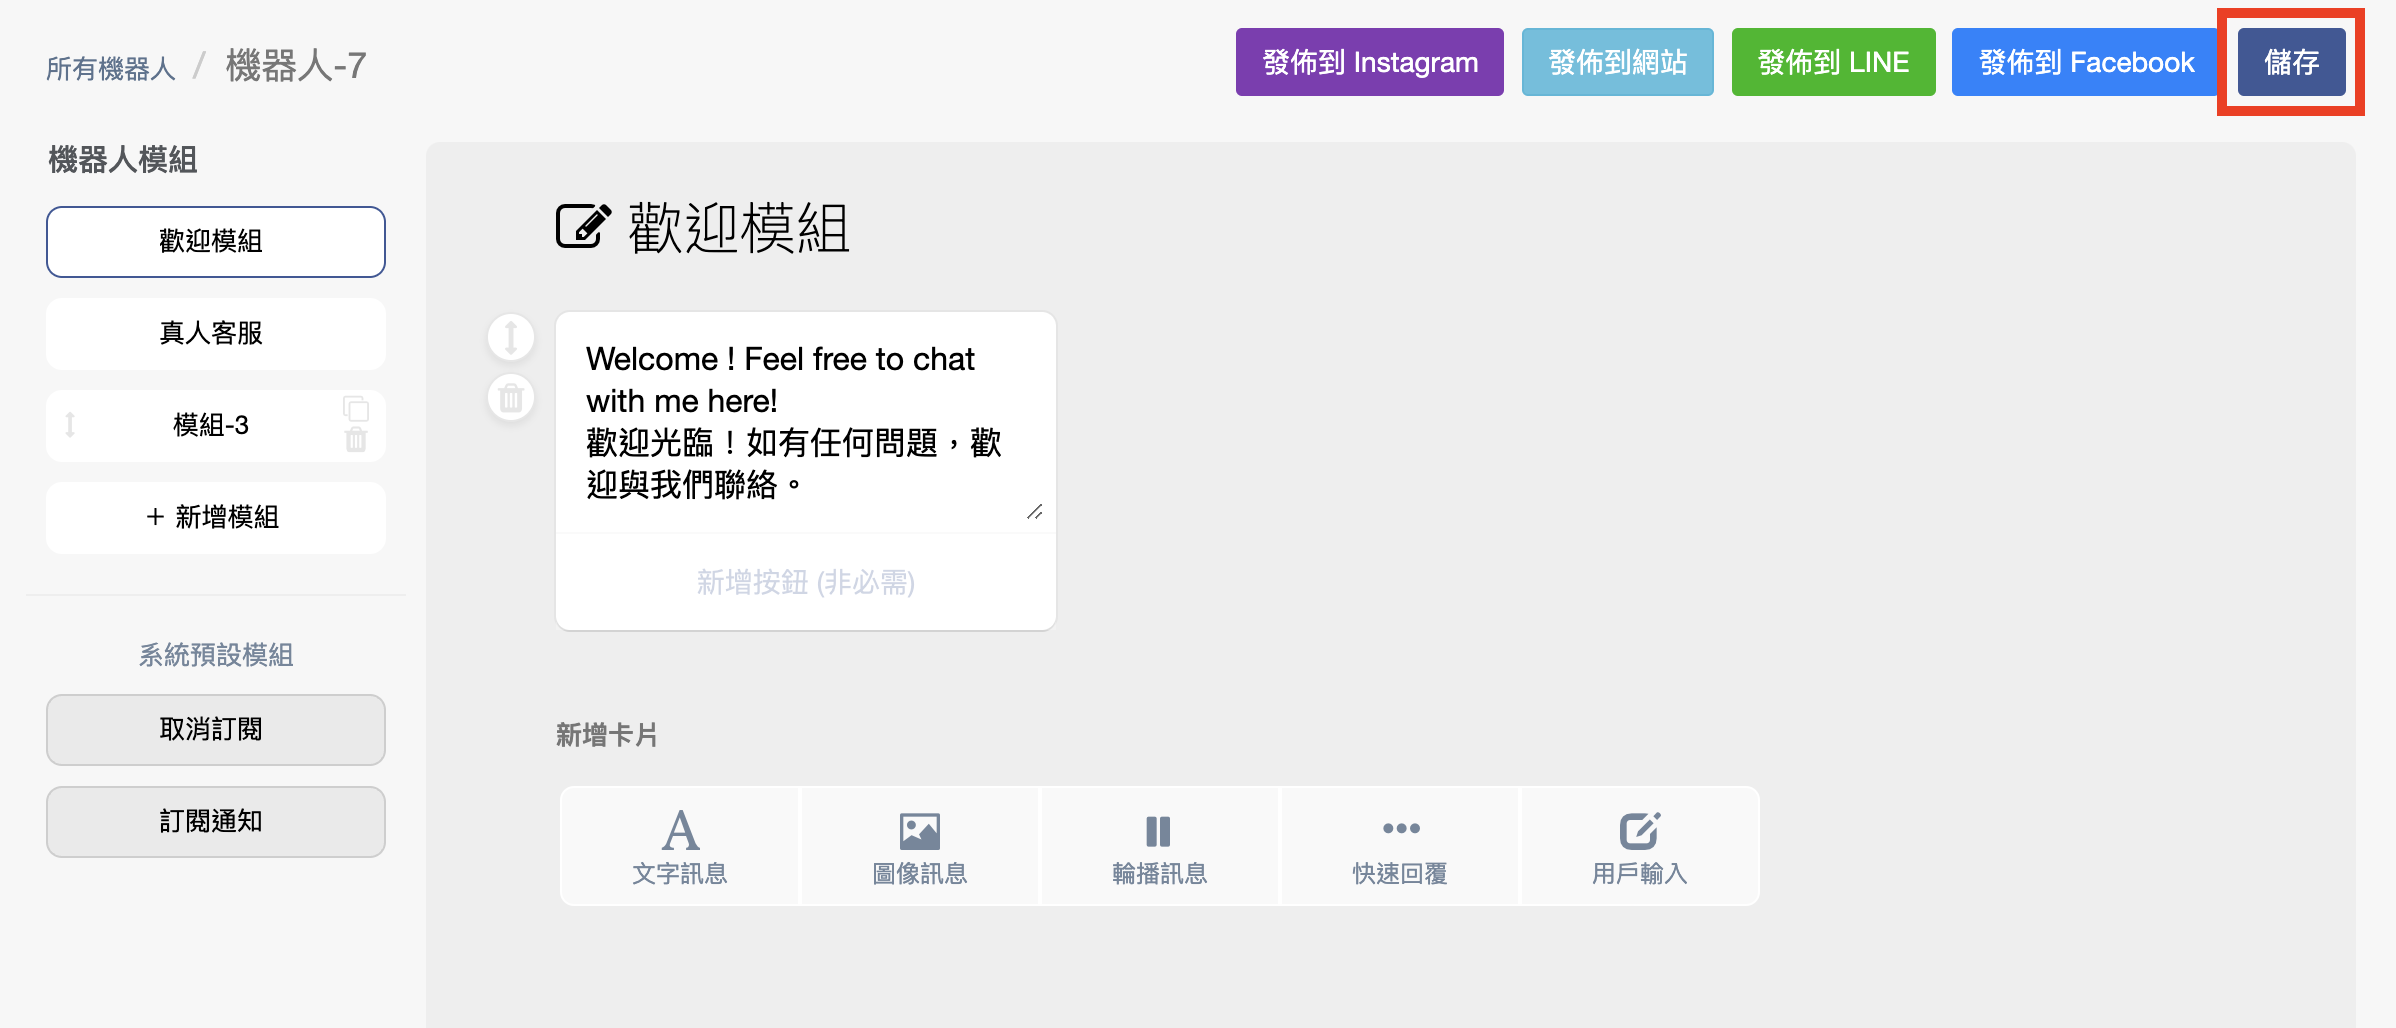 所有機器人 / 機器人-7
發佈到 Instagram
發佈到網站
發佈到 LINE
發佈到 Facebook
儲存
機器人模組
歡迎模組
真人客服
模組-3
+ 新增模組
系統預設模組
取消訂閱
訂閱通知
歡迎模組
Welcome ! Feel free to chat
with me here!
歡迎光臨！如有任何問題，歡
迎與我們聯絡。
新增按鈕 (非必需)
新增卡片
文字訊息
圖像訊息
輪播訊息
快速回覆
用戶輸入